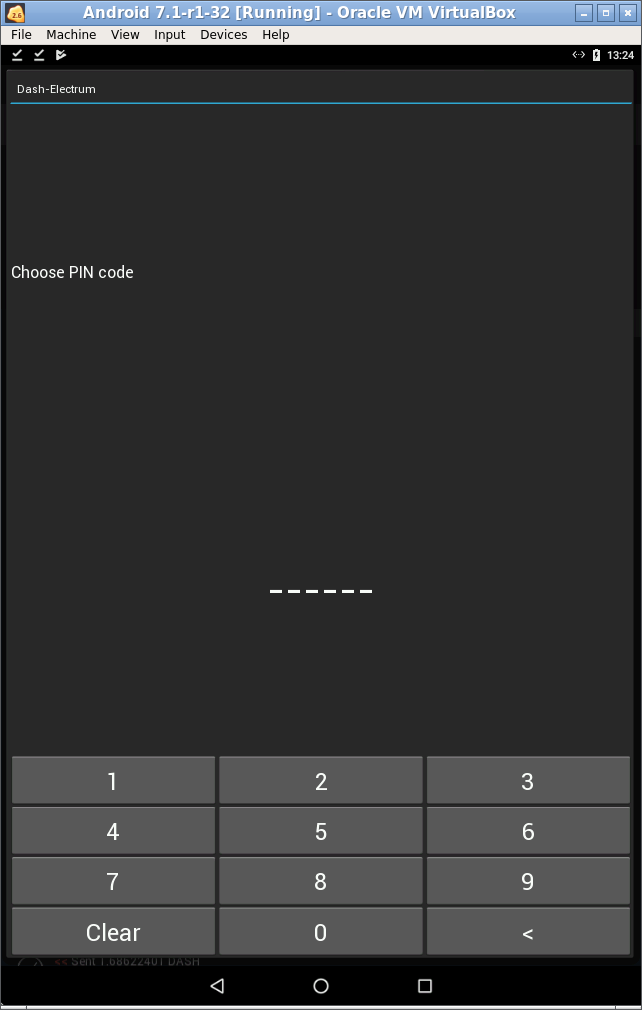 Android 7.1-r1-32 [Running] - Oracle VM VirtualBox
File Machine View Input Devices Help
13:24
Dash-Electrum
Choose PIN code
1 2 3
4 5 6
7 8 9
Clear 0 <
<< Sent 1.68622401 DASH